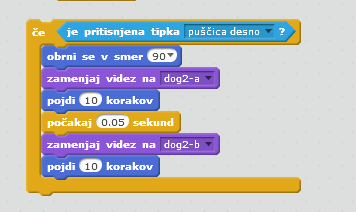 če je pritisnjena tipka puščica desno ?
obrni se v smer 90
zamenjaj videz na dog2-a
pojdi 10 korakov
počakaj 0.05 sekund
zamenjaj videz na dog2-b
pojdi 10 korakov